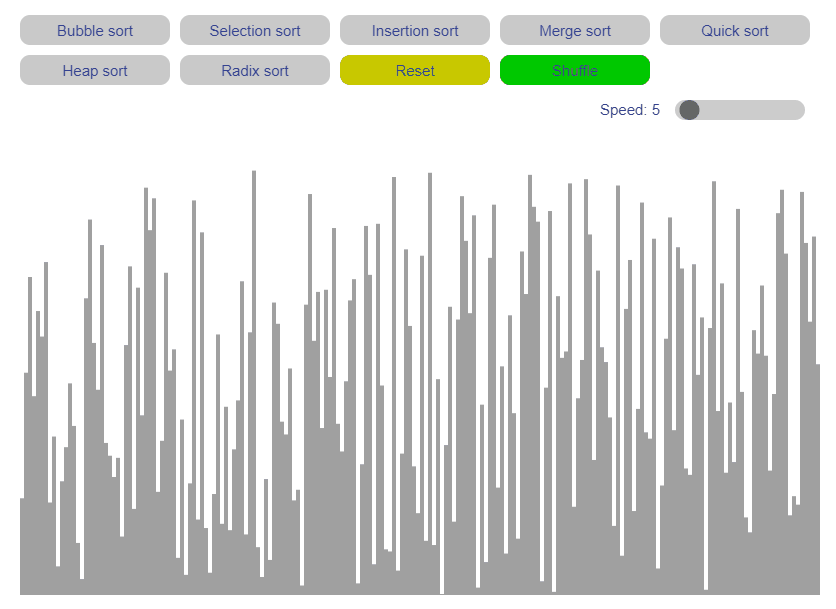 Bubble sort Selection sort Insertion sort Merge sort Quick sort
Heap sort Radix sort Reset Shuffle
Speed: 5